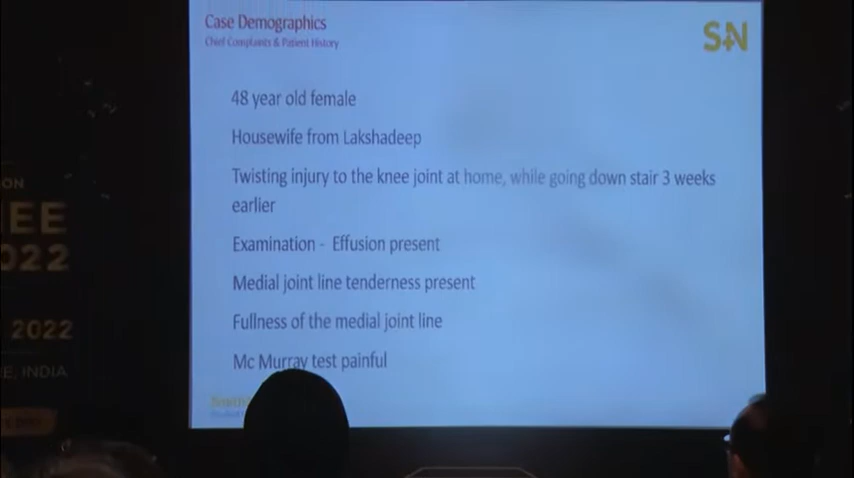 Case Demographics
Chief Complaints & Patient History
S+N
48 year old female
Housewife from Lakshadeep
Twisting injury to the knee joint at home, while going down stair 3 weeks
earlier
Examination - Effusion present
Medial joint line tenderness present
Fullness of the medial joint line
Mc Murray test painful
ON
EE
022
2022
E, INDIA